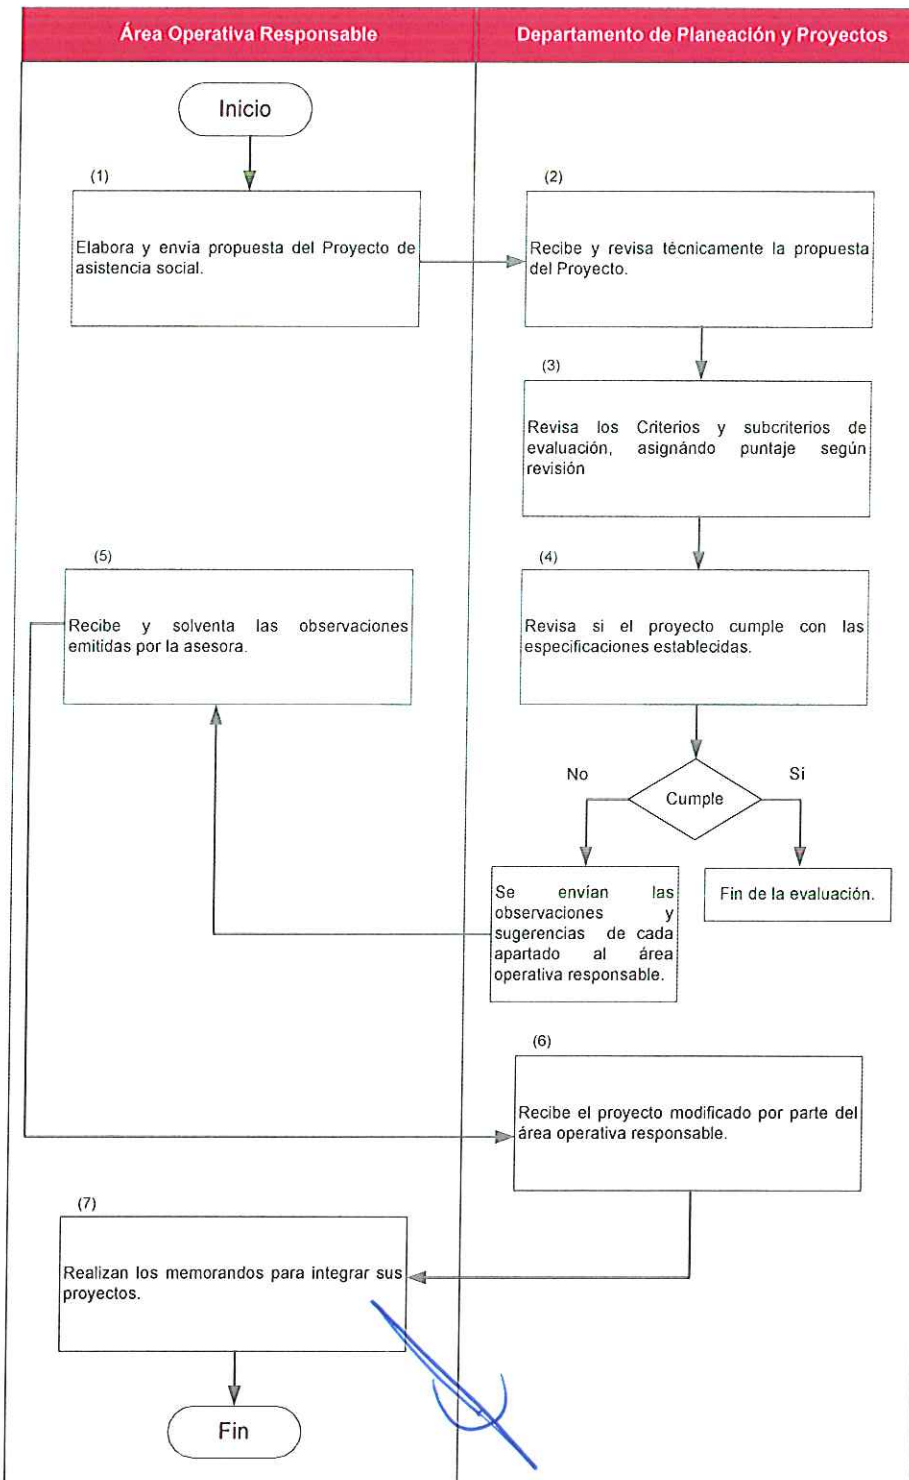 Área Operativa Responsable
Departamento de Planeación y Proyectos
Inicio
(1)
Elabora y envía propuesta del Proyecto de
asistencia social.
(2)
Recibe y revisa técnicamente la propuesta
del Proyecto.
(3)
Revisa los Criterios y subcriterios de
evaluación, asignándo puntaje según
revisión
(4)
Revisa si el proyecto cumple con las
especificaciones establecidas.
(5)
Recibe y solventa las observaciones
emitidas por la asesora.
No
Si
Cumple
Se envían las
observaciones y
sugerencias de cada
apartado al área
operativa responsable.
Fin de la evaluación.
(6)
Recibe el proyecto modificado por parte del
área operativa responsable.
(7)
Realizan los memorandos para integrar sus
proyectos.
Fin